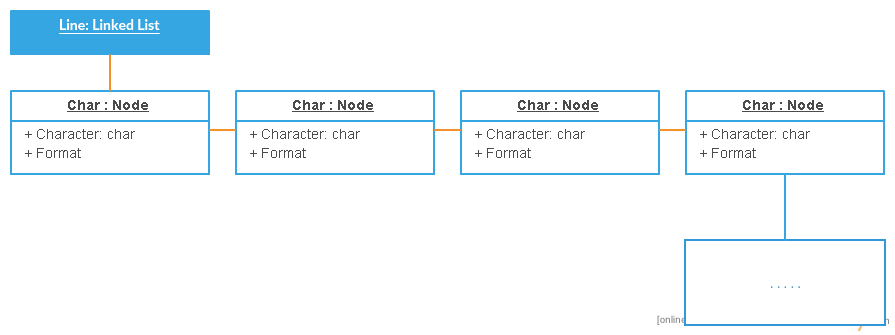 Line: Linked List
Char : Node
+ Character: char
+ Format
Char : Node
+ Character: char
+ Format
Char : Node
+ Character: char
+ Format
Char : Node
+ Character: char
+ Format
.....
[online